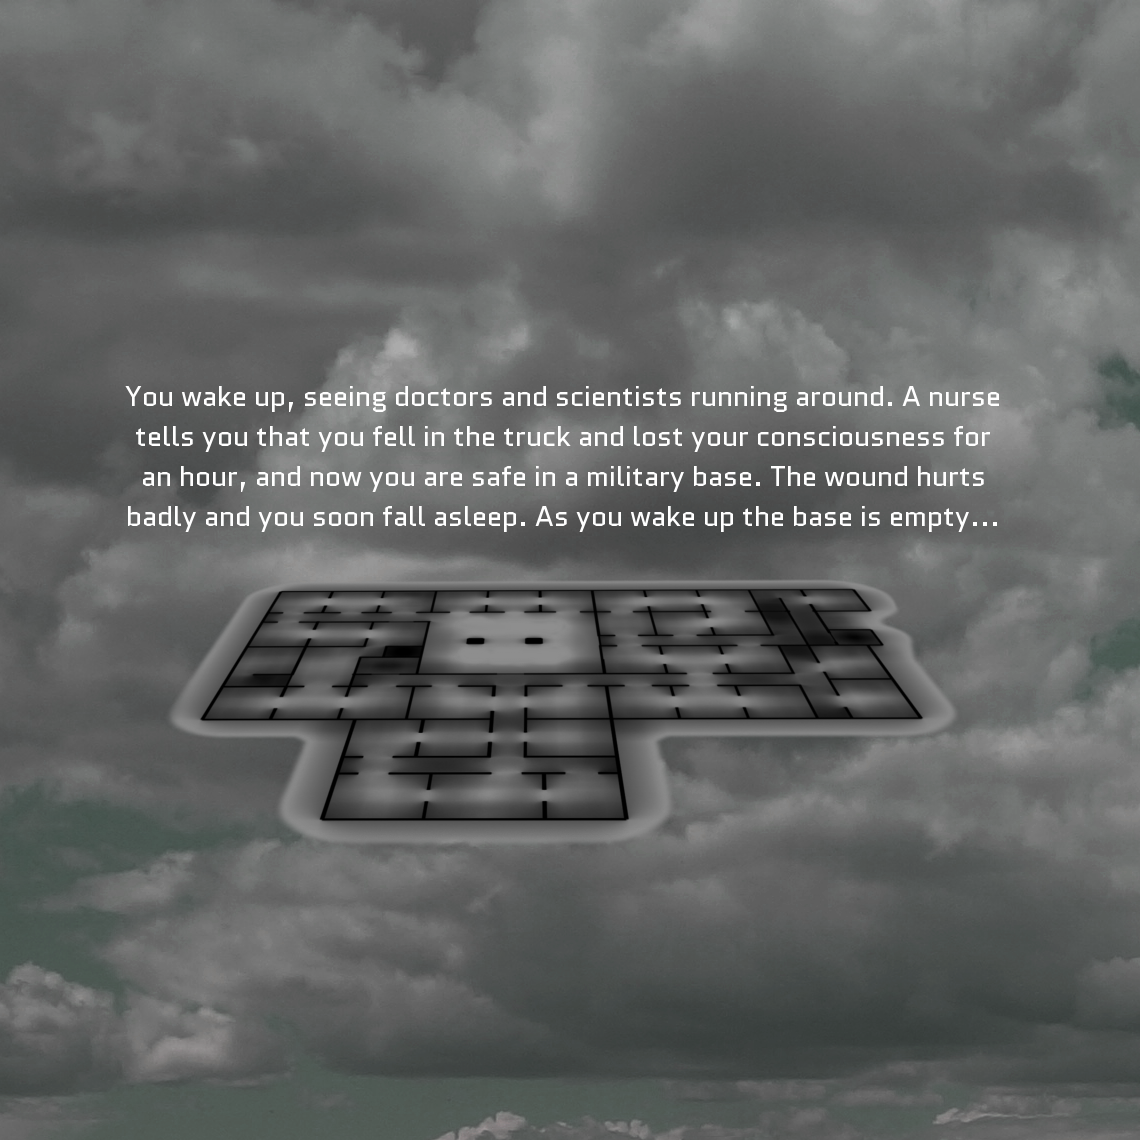 You wake up, seeing doctors and scientists running around. A nurse
tells you that you fell in the truck and lost your consciousness for
an hour, and now you are safe in a military base. The wound hurts
badly and you soon fall asleep. As you wake up the base is empty...